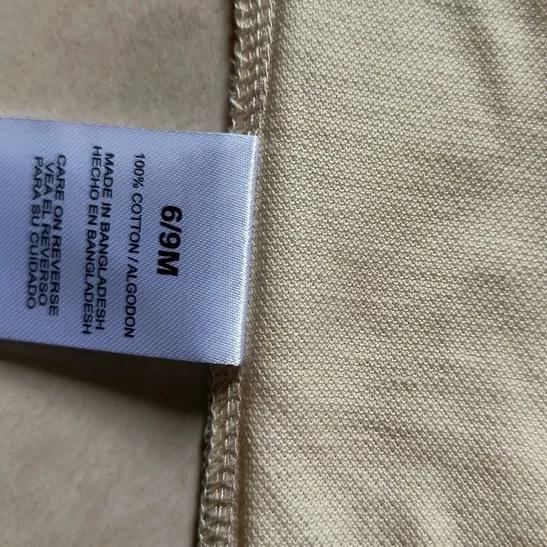 6/9M
100% COTTON / ALGODON
MADE IN BANGLADESH
HECHO EN BANGLADESH
CARE ON REVERSE
VEA EL REVERSO
PARA SU CUIDADO